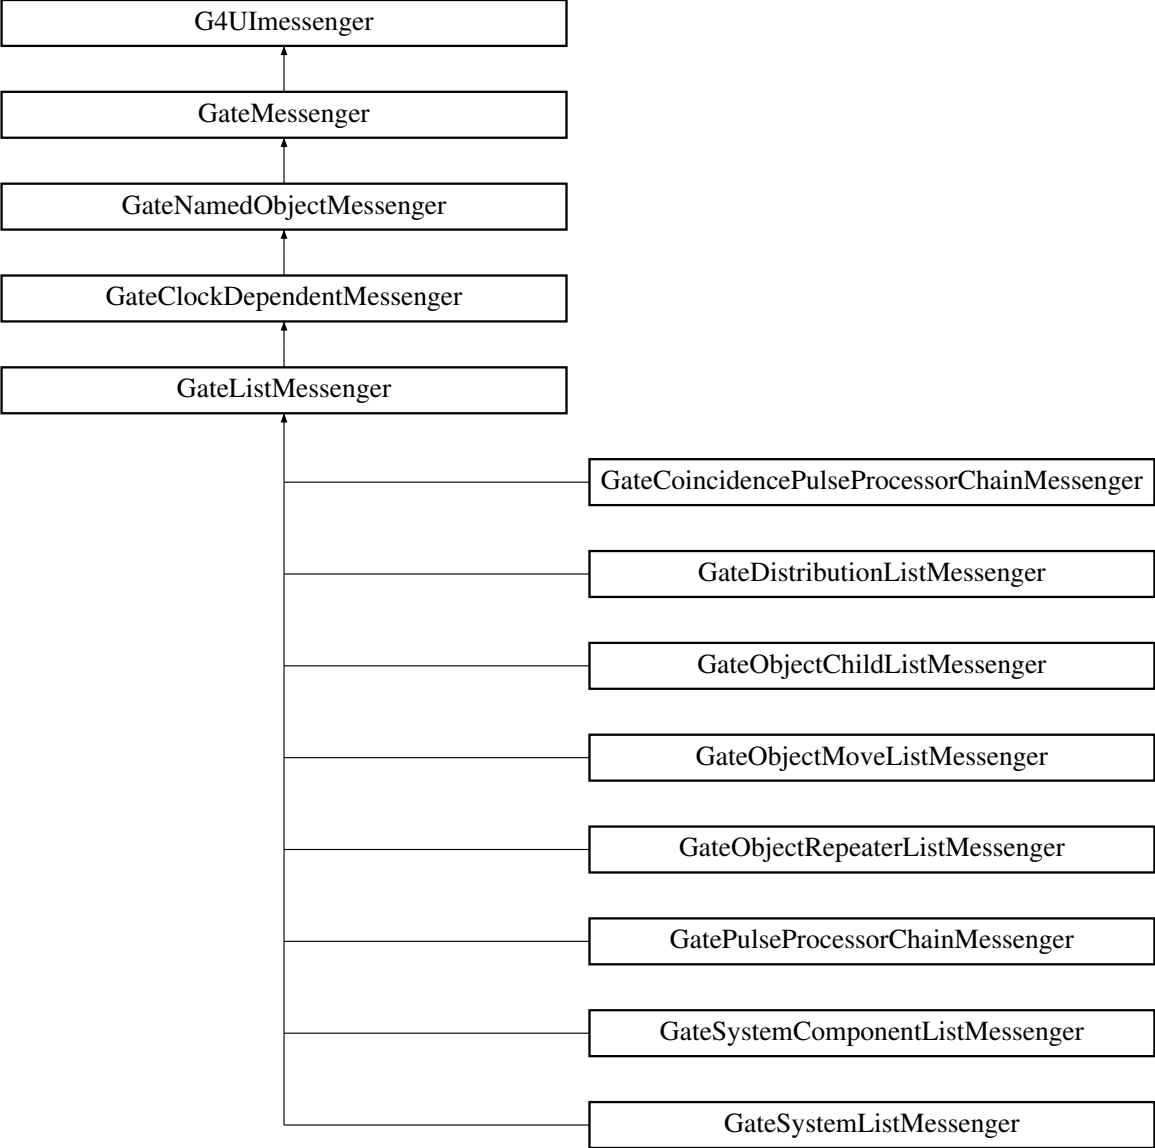 G4UImessenger
GateMessenger
GateNamedObjectMessenger
GateClockDependentMessenger
GateListMessenger
GateCoincidencePulseProcessorChainMessenger
GateDistributionListMessenger
GateObjectChildListMessenger
GateObjectMoveListMessenger
GateObjectRepeaterListMessenger
GatePulseProcessorChainMessenger
GateSystemComponentListMessenger
GateSystemListMessenger